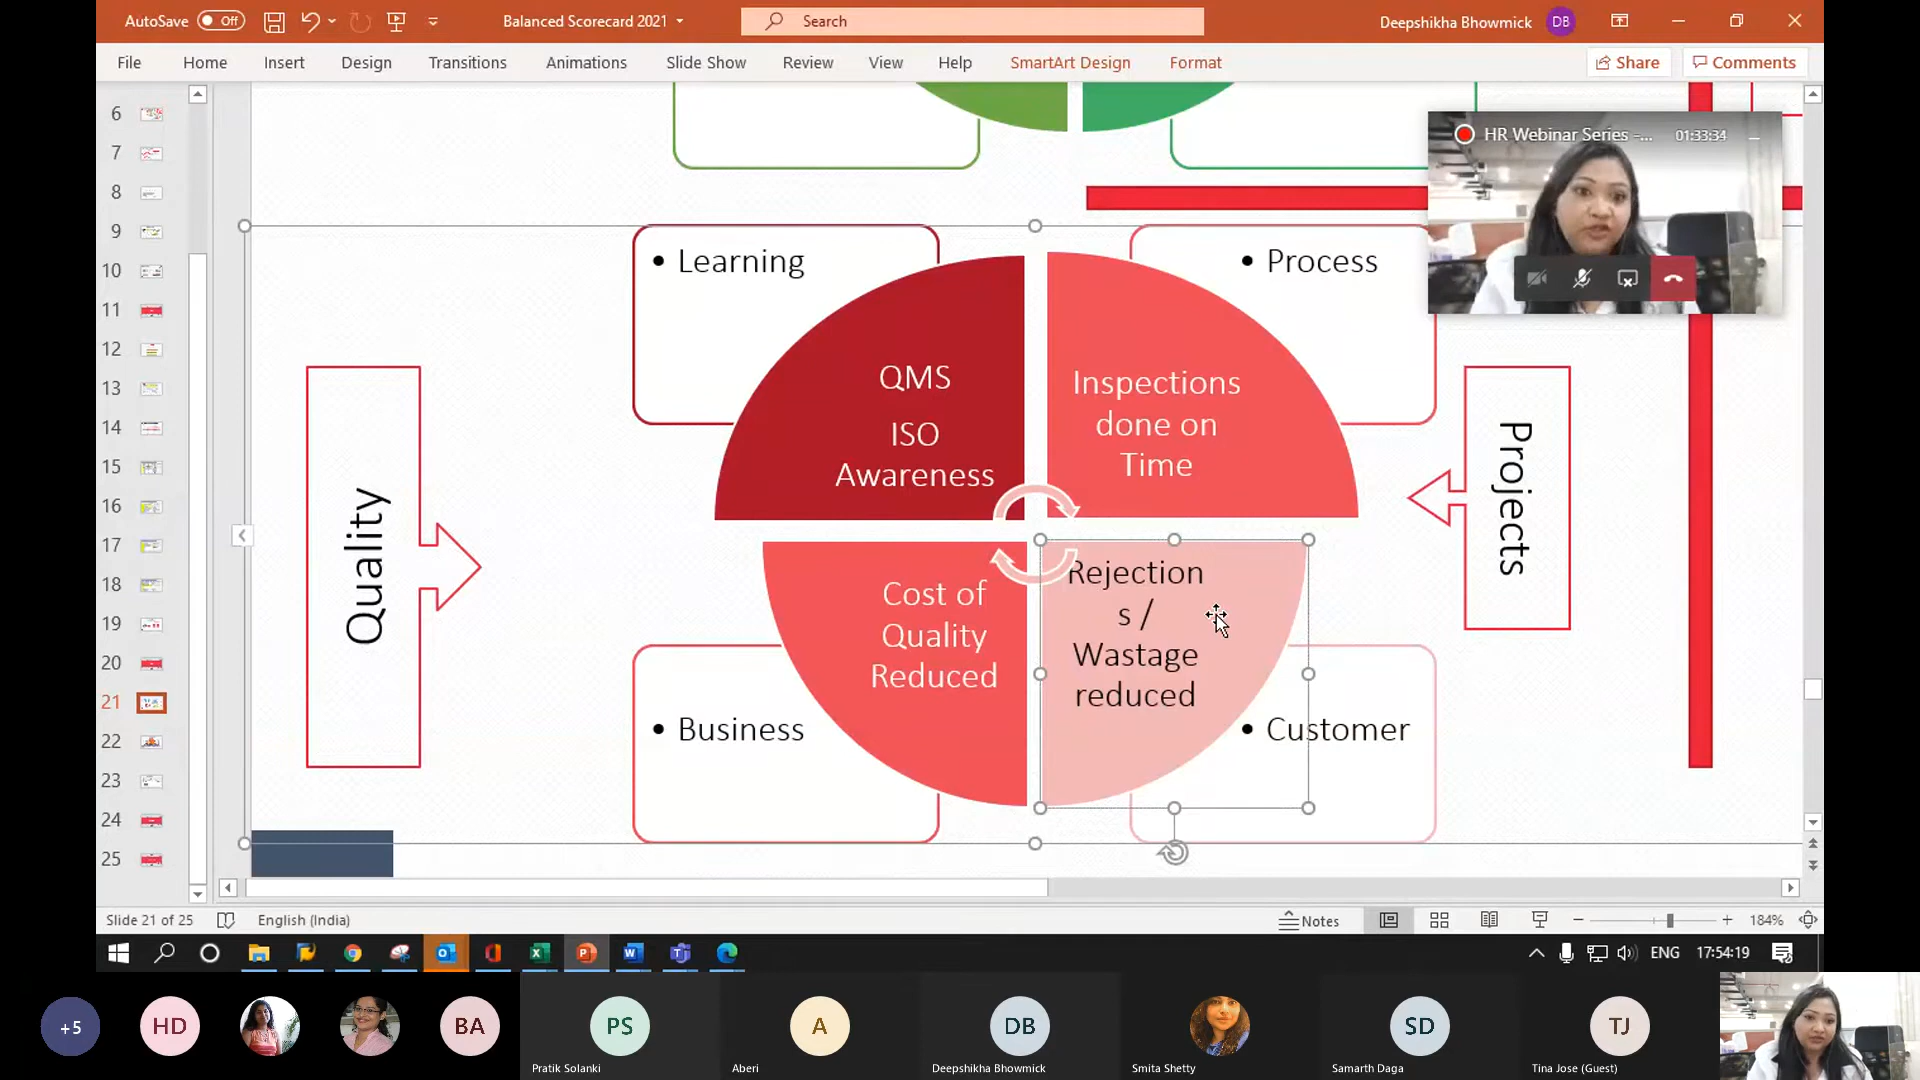 AutoSave
Off
Balanced Scorecard 2021
Search
Deepshikha Bhowmick
DB
File
Home
Insert
Design
Transitions
Animations
Slide Show
Review
View
Help
SmartArt Design
Format
Share
Comments
6
7
8
9
10
11
12
13
14
15
16
17
18
19
20
21
22
23
24
25
HR Webinar Series -...
01:33:34
• Learning
• Process
QMS
ISO
Awareness
Inspections
done on
Time
Quality
Projects
Cost of
Quality
Reduced
Rejection
s /
Wastage
reduced
• Business
• Customer
Slide 21 of 25
English (India)
Notes
184%
ENG
17:54:19
+5
HD
BA
PS
A
DB
SD
TJ
Pratik Solanki
Aberi
Deepshikha Bhowmick
Smita Shetty
Samarth Daga
Tina Jose (Guest)